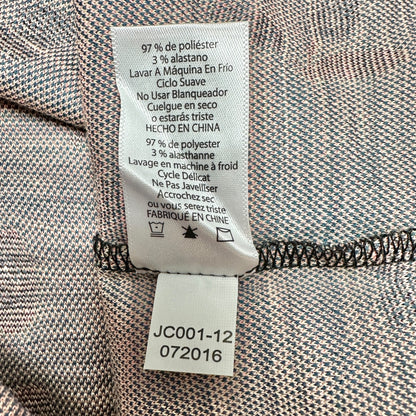 97 % de poliéster
3 % alastano
Lavar A Máquina En Frío
Ciclo Suave
No Usar Blanqueador
Cuelgue en seco
o estarás triste
HECHO EN CHINA
97 % de polyester
3 % alasthanne
Lavage en machine à froid
Cycle Délicat
Ne Pas Javelliser
Accrochez sec
ou vous serez triste
FABRIQUÉ EN CHINE
JC001-12
072016